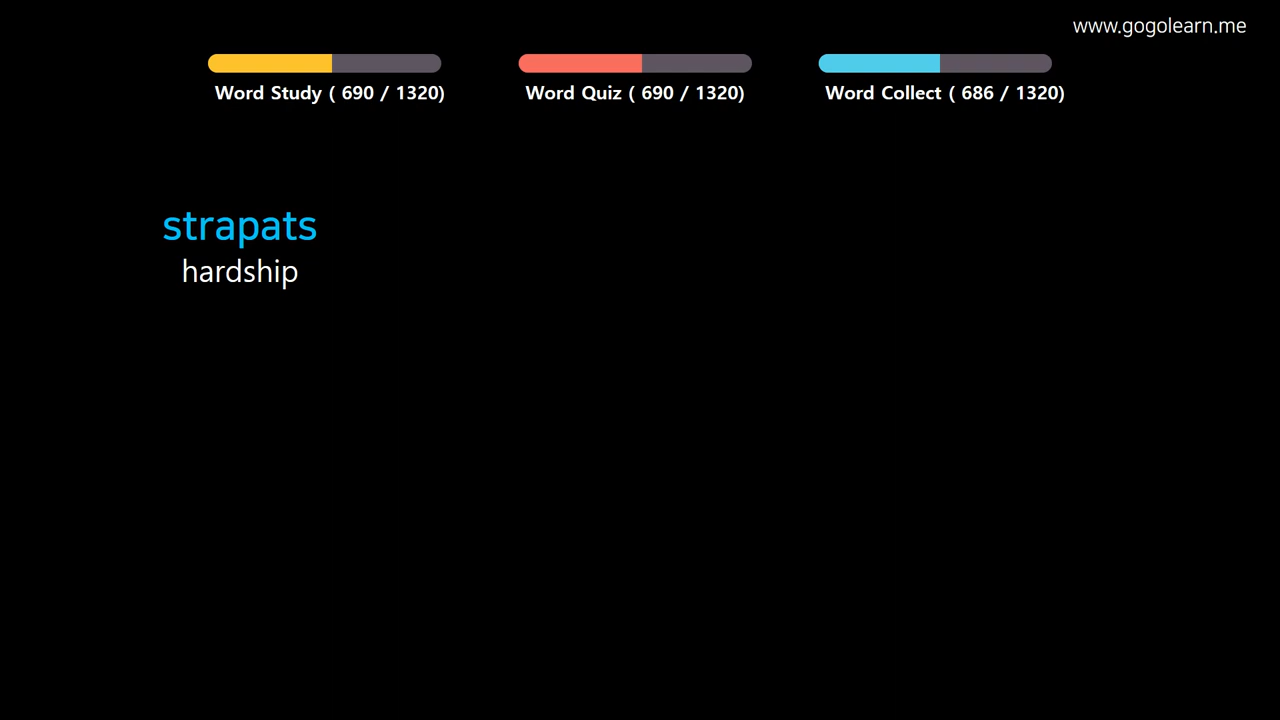 www.gogolearn.me
Word Study ( 690 / 1320)
Word Quiz ( 690 / 1320)
Word Collect ( 686 / 1320)
strapats
hardship